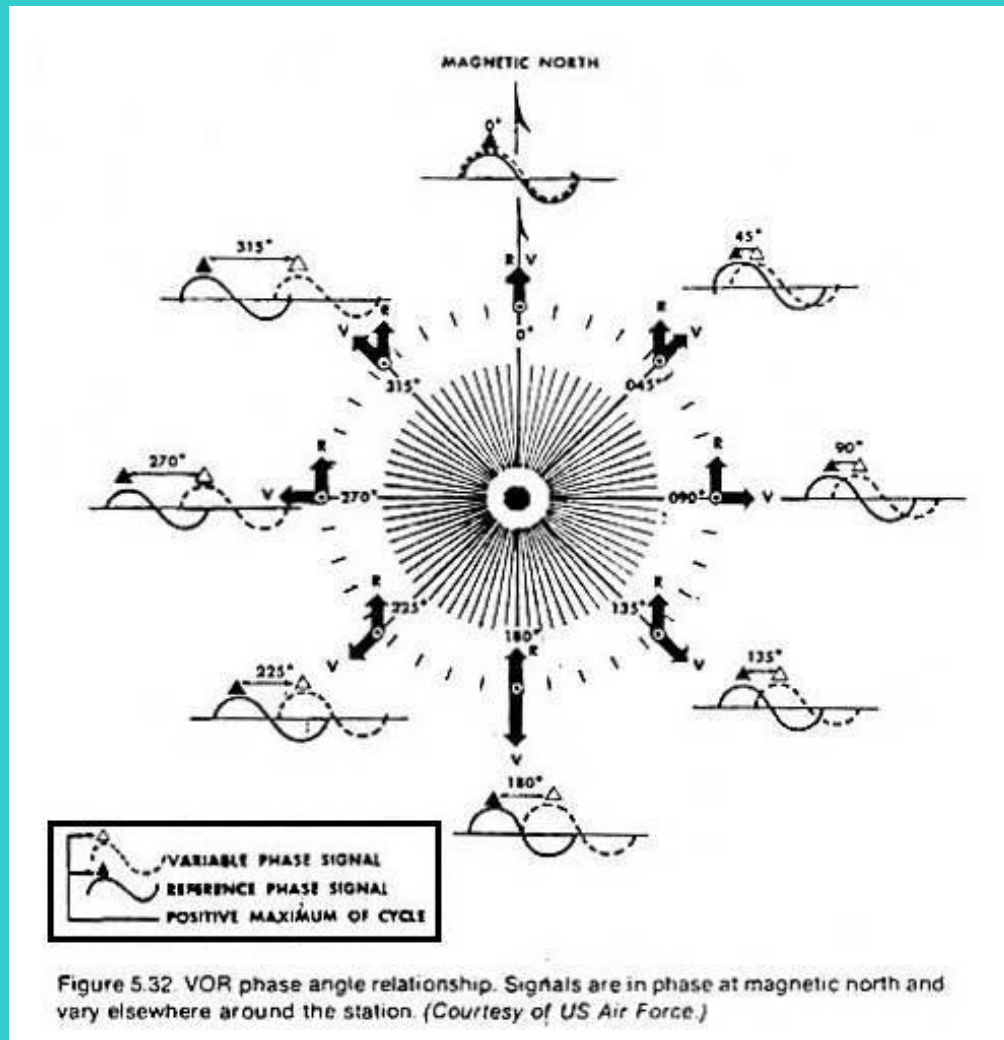 MAGNETIC NORTH
0°
315°
45°
R V
R
V
R
V
0°
315°
045°
270°
90°
R
V
R
V
270°
090°
R
V
225°
135°
R
V
180°
R
V
225°
135°
180°
VARIABLE PHASE SIGNAL
REFERENCE PHASE SIGNAL
POSITIVE MAXIMUM OF CYCLE
Figure 5.32. VOR phase angle relationship. Signals are in phase at magnetic north and
vary elsewhere around the station. (Courtesy of US Air Force.)